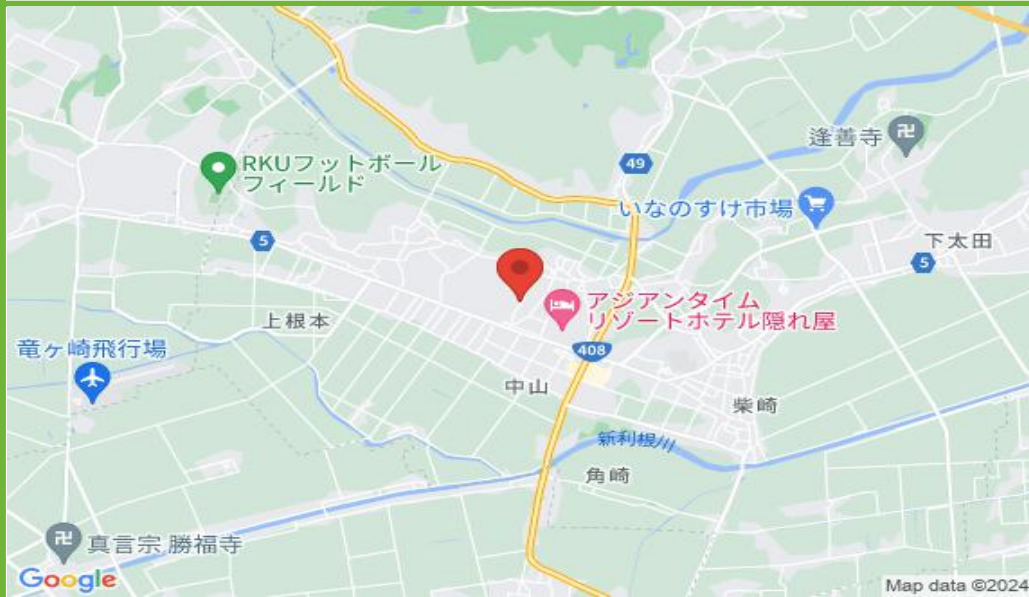 逢善寺
RKUフットボール
フィールド
49
いなのすけ市場
5
下太田
5
アジアンタイム
リゾートホテル隠れ屋
上根本
竜ヶ崎飛行場
408
中山
柴崎
新利根川
角崎
真言宗 勝福寺
Google
Map data ©2024